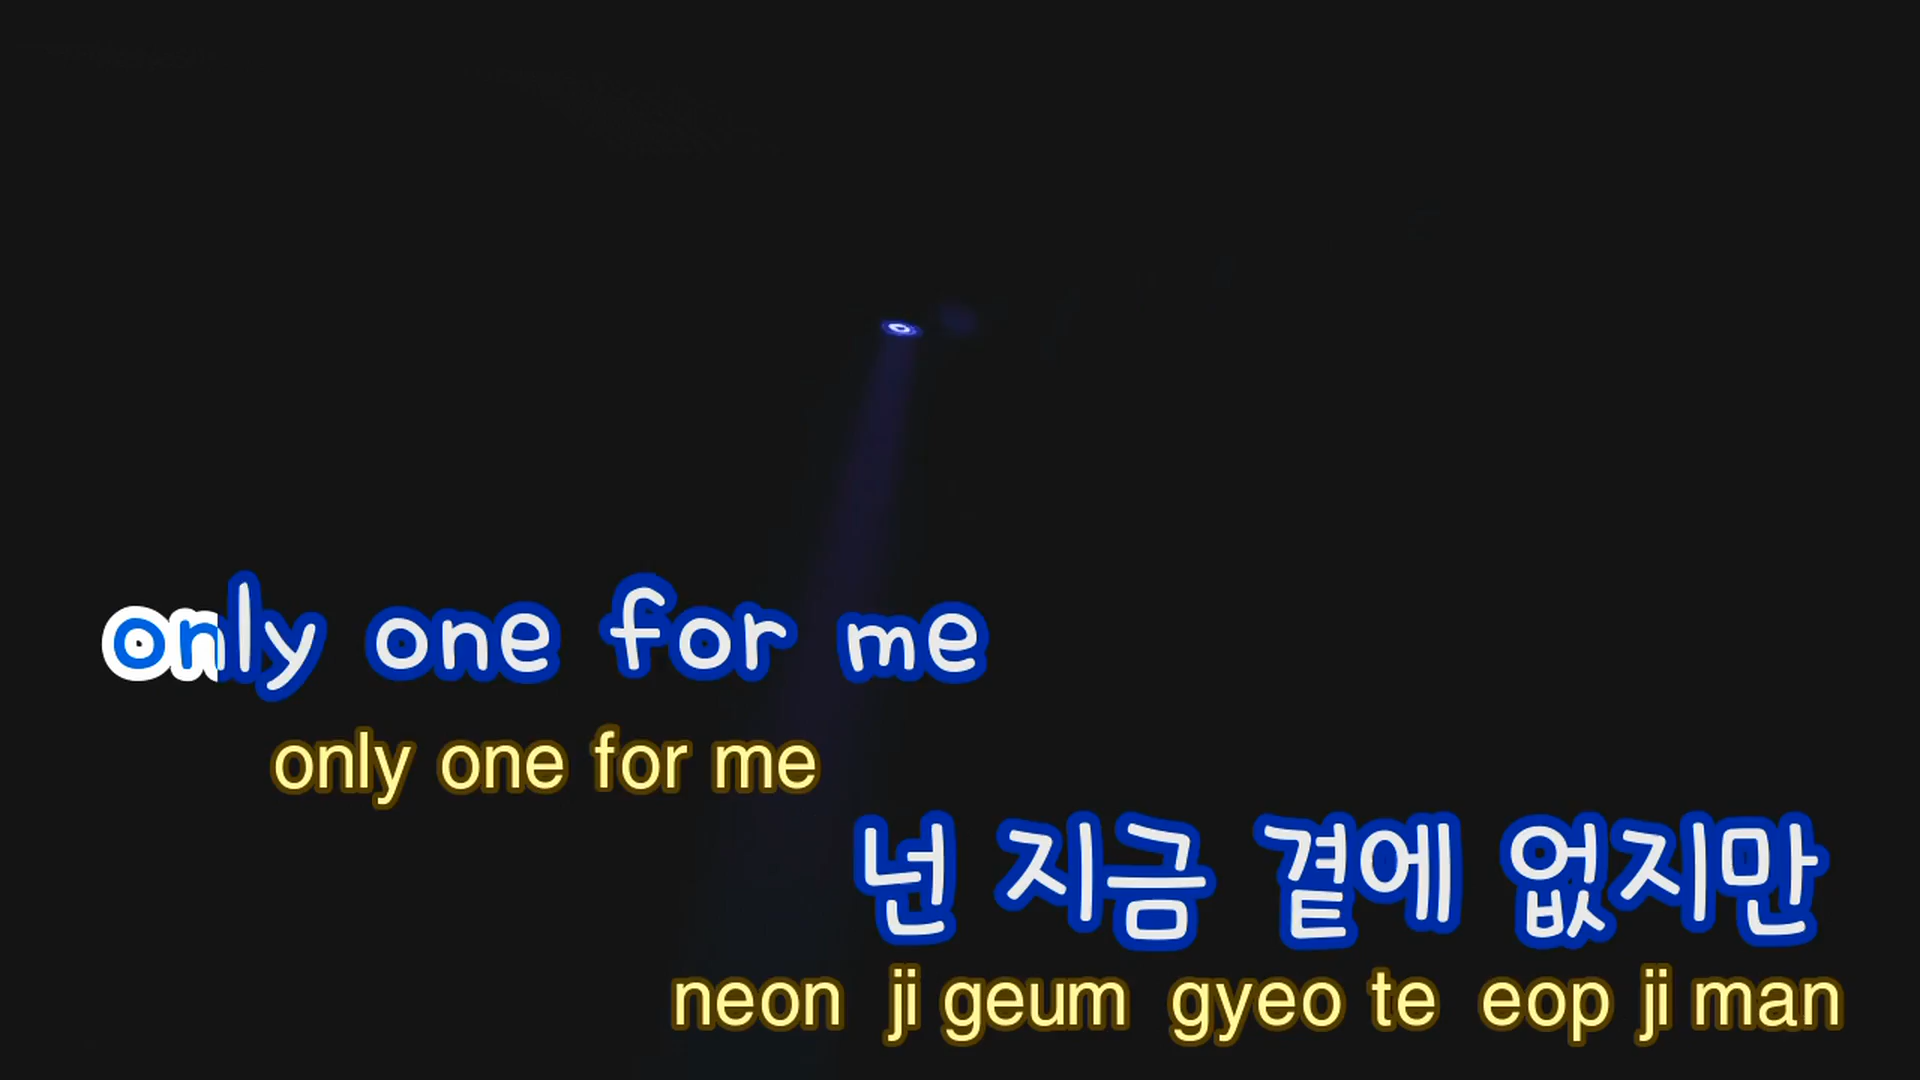 only one for me
only one for me
넌 지금 곁에 없지만
neon ji geum gyeo te eop ji man